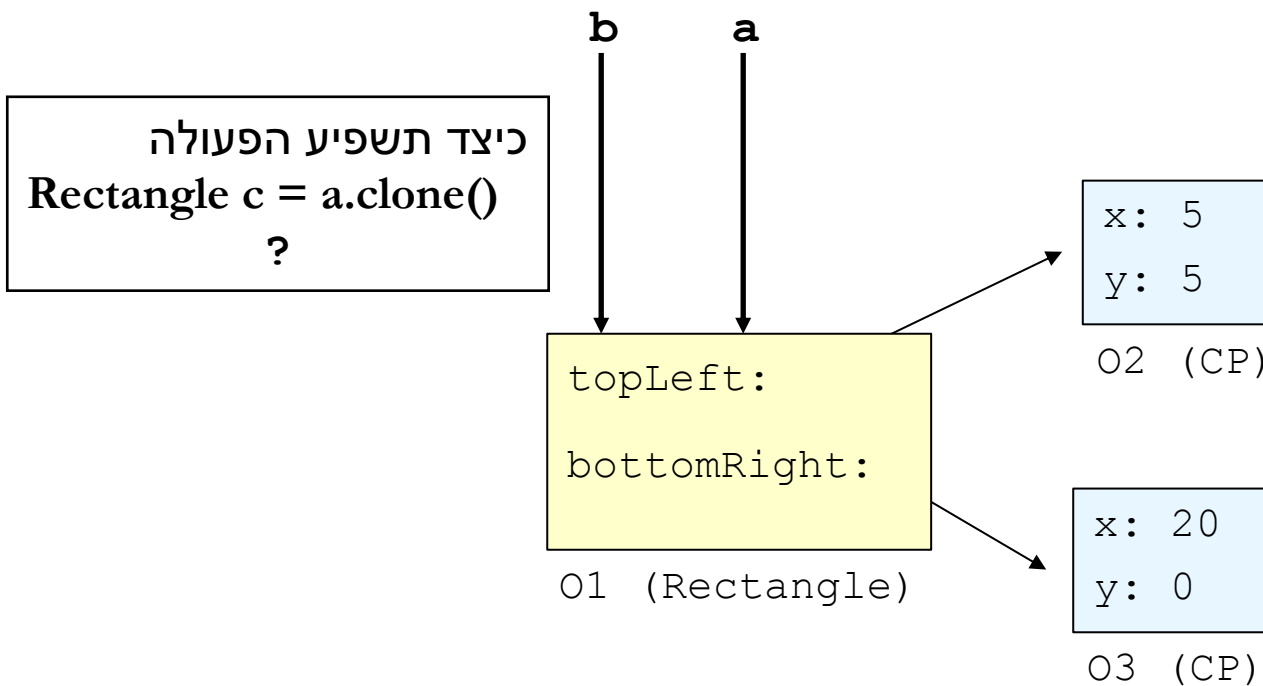 b a
כיצד תשפיע הפעולה
Rectangle c = a.clone()
?
topLeft:
bottomRight:
O1 (Rectangle)
x: 5
y: 5
O2 (CP)
x: 20
y: 0
O3 (CP)